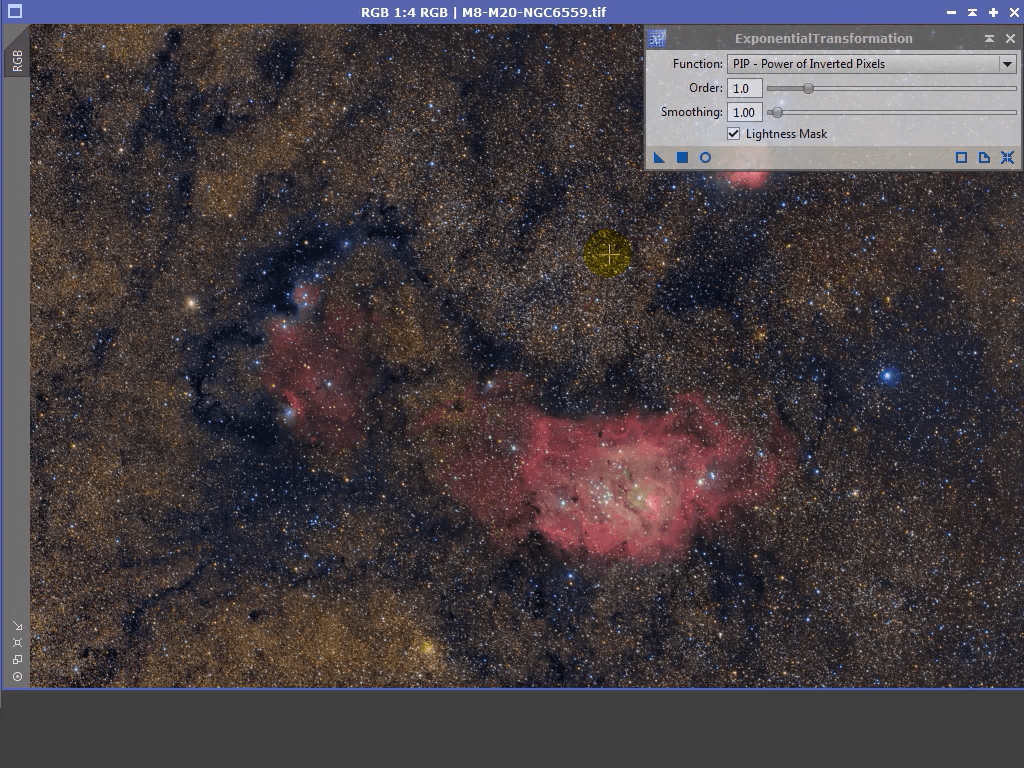 RGB 1:4 RGB | M8-M20-NGC6559.tif
RGB
ExponentialTransformation
Function: PIP - Power of Inverted Pixels
Order: 1.0
Smoothing: 1.00
Lightness Mask